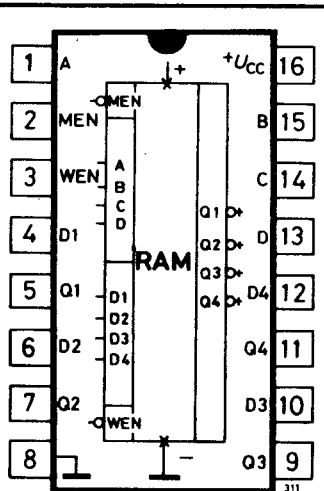 1 A + +UCC 16
MEN
2 MEN B 15
A
3 WEN B C 14
C Q1
D
4 D1 Q2 D 13
RAM Q3
5 Q1 D1 Q4 D4 12
D2
6 D2 D3 Q4 11
D4
7 Q2 WEN D3 10
8 − Q3 9
311